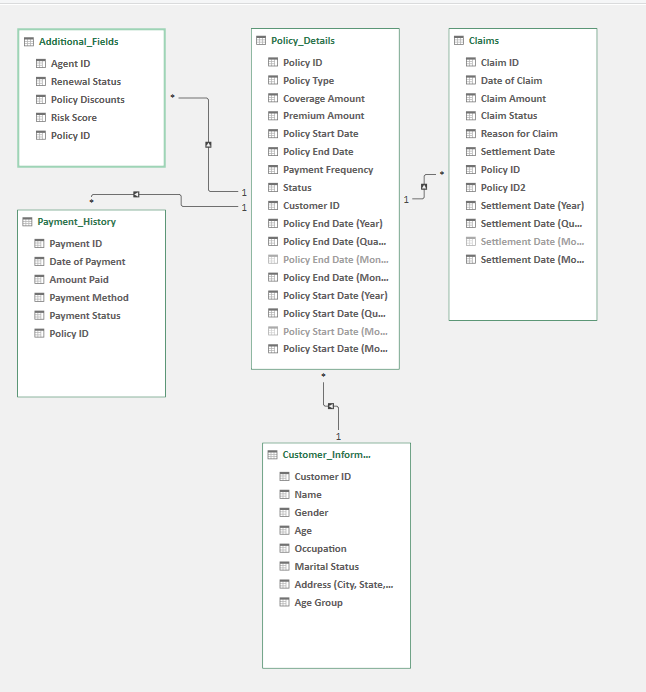 Additional_Fields
Agent ID
Renewal Status
Policy Discounts
Risk Score
Policy ID
*
1
Policy_Details
Policy ID
Policy Type
Coverage Amount
Premium Amount
Policy Start Date
Policy End Date
Payment Frequency
Status
Customer ID
Policy End Date (Year)
Policy End Date (Qua...
Policy End Date (Mon...
Policy End Date (Mon...
Policy Start Date (Year)
Policy Start Date (Qu...
Policy Start Date (Mo...
Policy Start Date (Mo...
Claims
Claim ID
Date of Claim
Claim Amount
Claim Status
Reason for Claim
Settlement Date
Policy ID
Policy ID2
Settlement Date (Year)
Settlement Date (Qu...
Settlement Date (Mo...
Settlement Date (Mo...
*
1
*
1
Payment_History
Payment ID
Date of Payment
Amount Paid
Payment Method
Payment Status
Policy ID
*
1
Customer_Inform...
Customer ID
Name
Gender
Age
Occupation
Marital Status
Address (City, State,...
Age Group